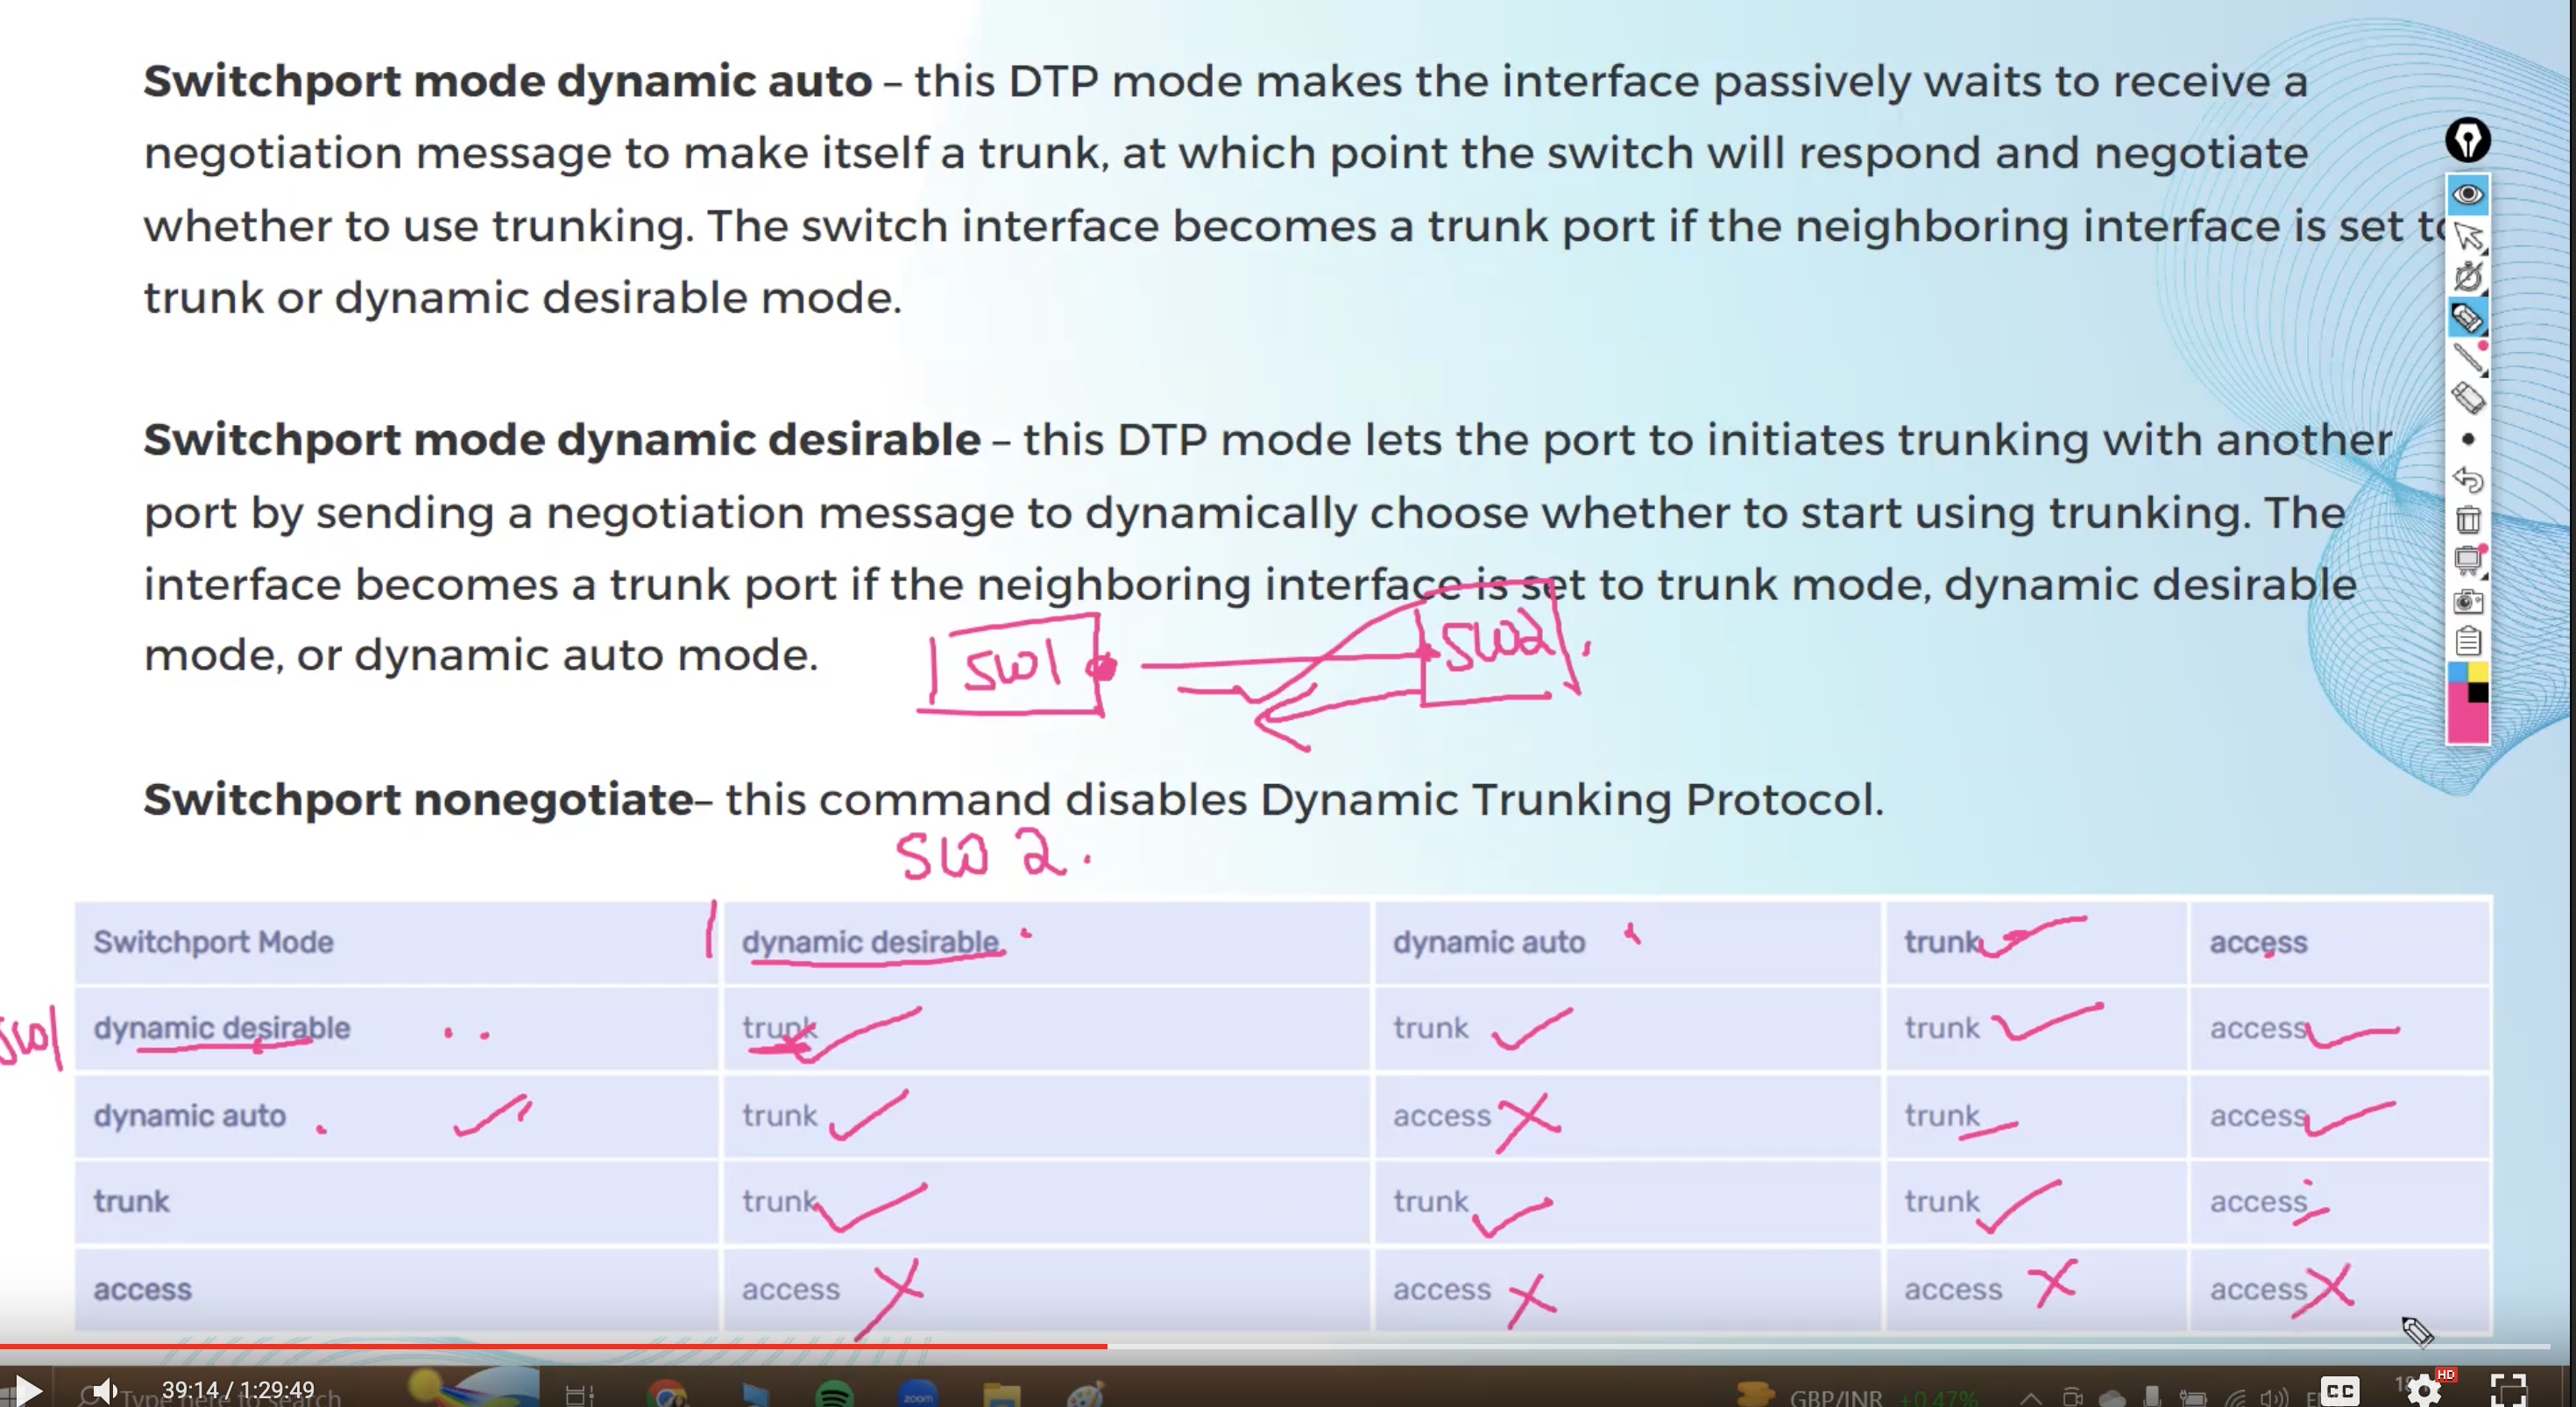 Switchport mode dynamic auto – this DTP mode makes the interface passively waits to receive a
negotiation message to make itself a trunk, at which point the switch will respond and negotiate
whether to use trunking. The switch interface becomes a trunk port if the neighboring interface is set to
trunk or dynamic desirable mode.
Switchport mode dynamic desirable – this DTP mode lets the port to initiates trunking with another
port by sending a negotiation message to dynamically choose whether to start using trunking. The
interface becomes a trunk port if the neighboring interface is set to trunk mode, dynamic desirable
mode, or dynamic auto mode.
SW1 SW2
Switchport nonegotiate– this command disables Dynamic Trunking Protocol.
SW 2.
Switchport Mode dynamic desirable dynamic auto trunk access
SW1 dynamic desirable trunk trunk trunk access
dynamic auto trunk access trunk access
trunk trunk trunk trunk access
access access access access access
39:14 / 1:29:49
Type here to search
zoom
GBP/INR +0.47%
CC
HD